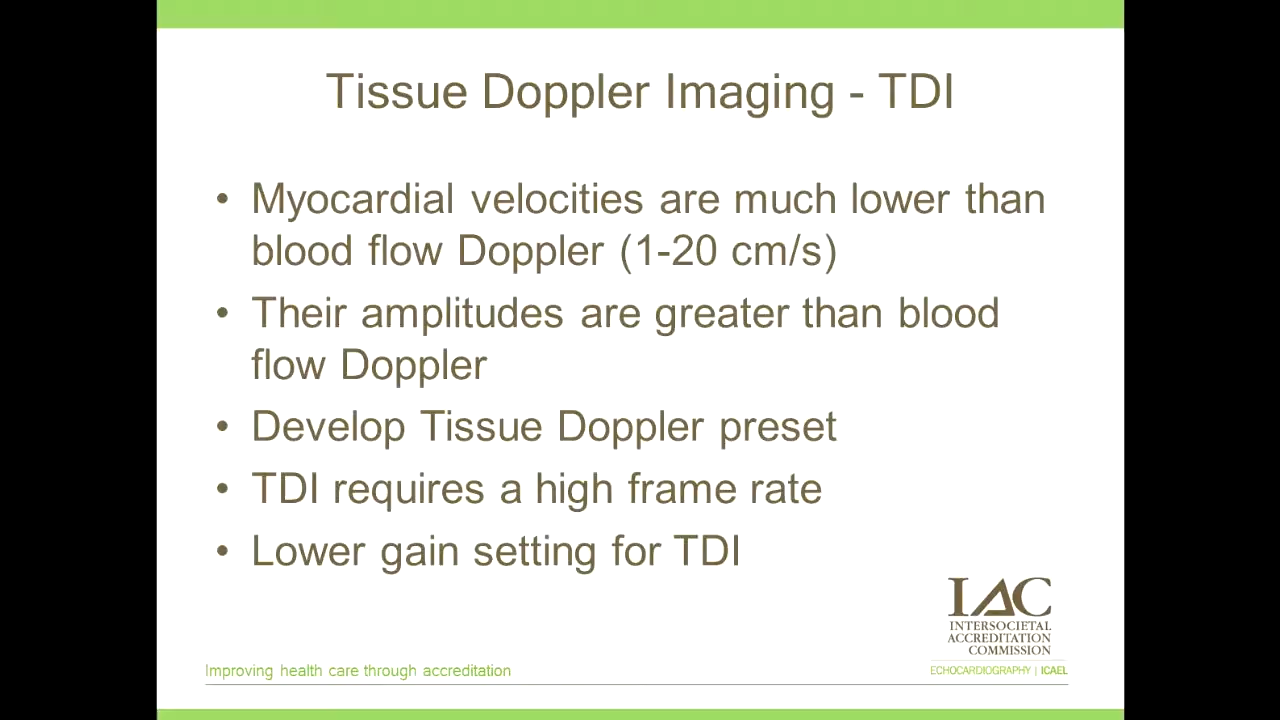 Tissue Doppler Imaging - TDI
• Myocardial velocities are much lower than
blood flow Doppler (1-20 cm/s)
• Their amplitudes are greater than blood
flow Doppler
• Develop Tissue Doppler preset
• TDI requires a high frame rate
• Lower gain setting for TDI
IAC
INTERSOCIETAL
ACCREDITATION
COMMISSION
ECHOCARDIOGRAPHY | ICAEL
Improving health care through accreditation